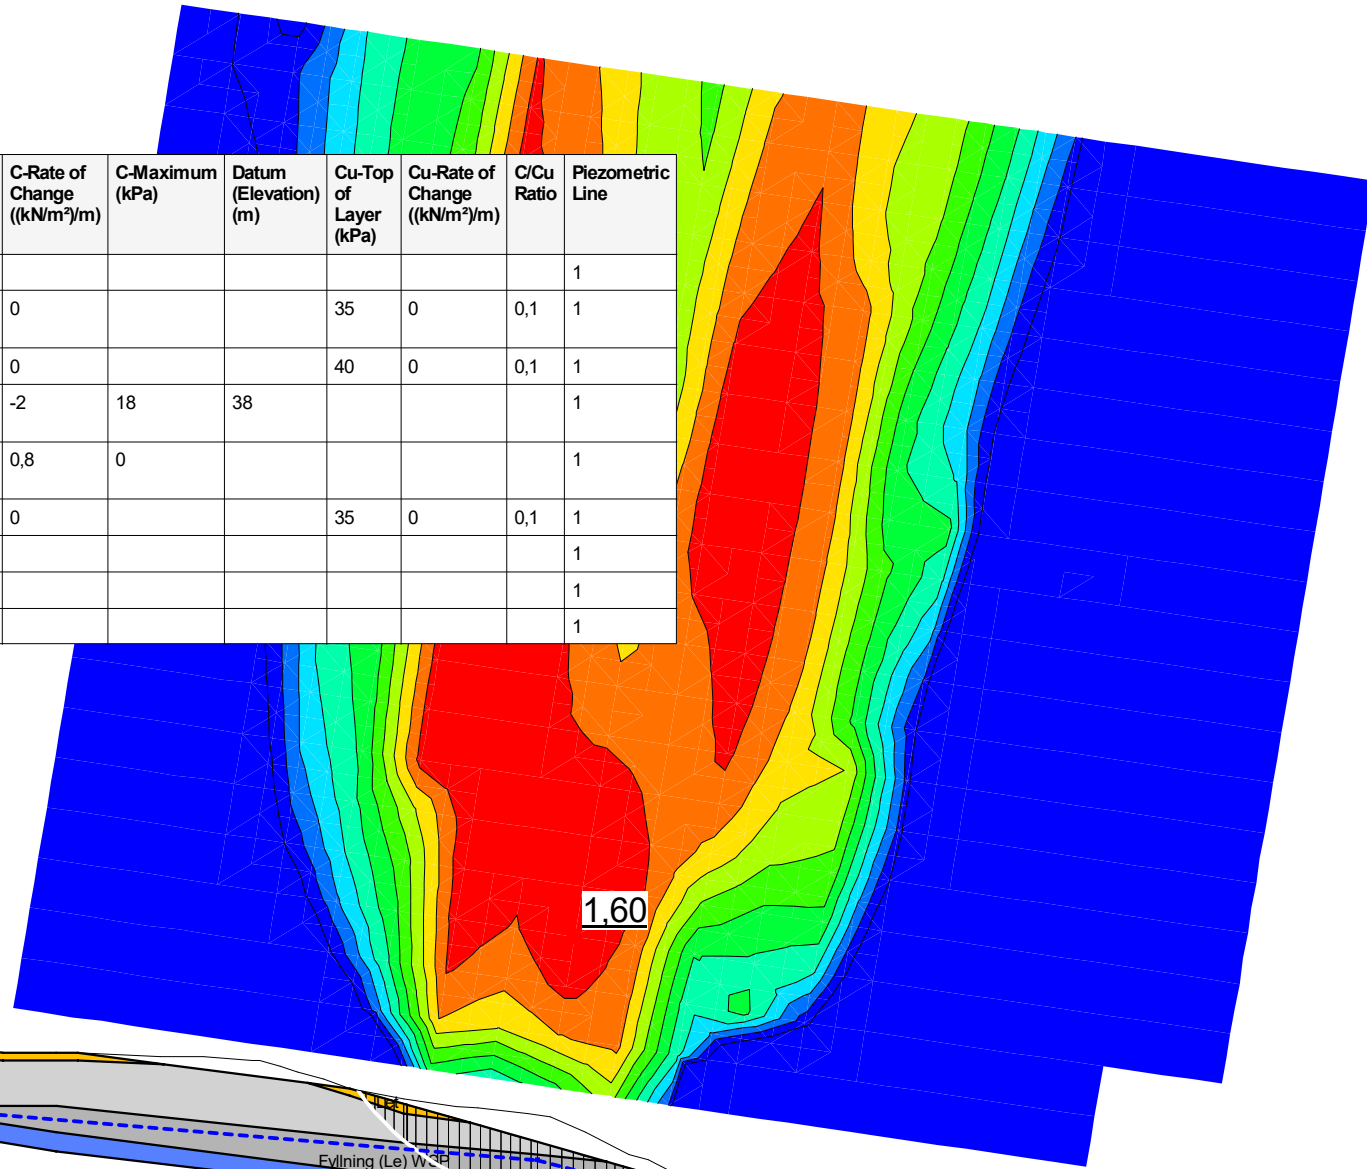 C-Rate of Change ((kN/m²)/m) C-Maximum (kPa) Datum (Elevation) (m) Cu-Top of Layer (kPa) Cu-Rate of Change ((kN/m²)/m) C/Cu Ratio Piezometric Line
1
0 35 0 0,1 1
0 40 0 0,1 1
-2 18 38 1
0,8 0 1
0 35 0 0,1 1
1
1
1
1,60
Fyllning (Le) WSP